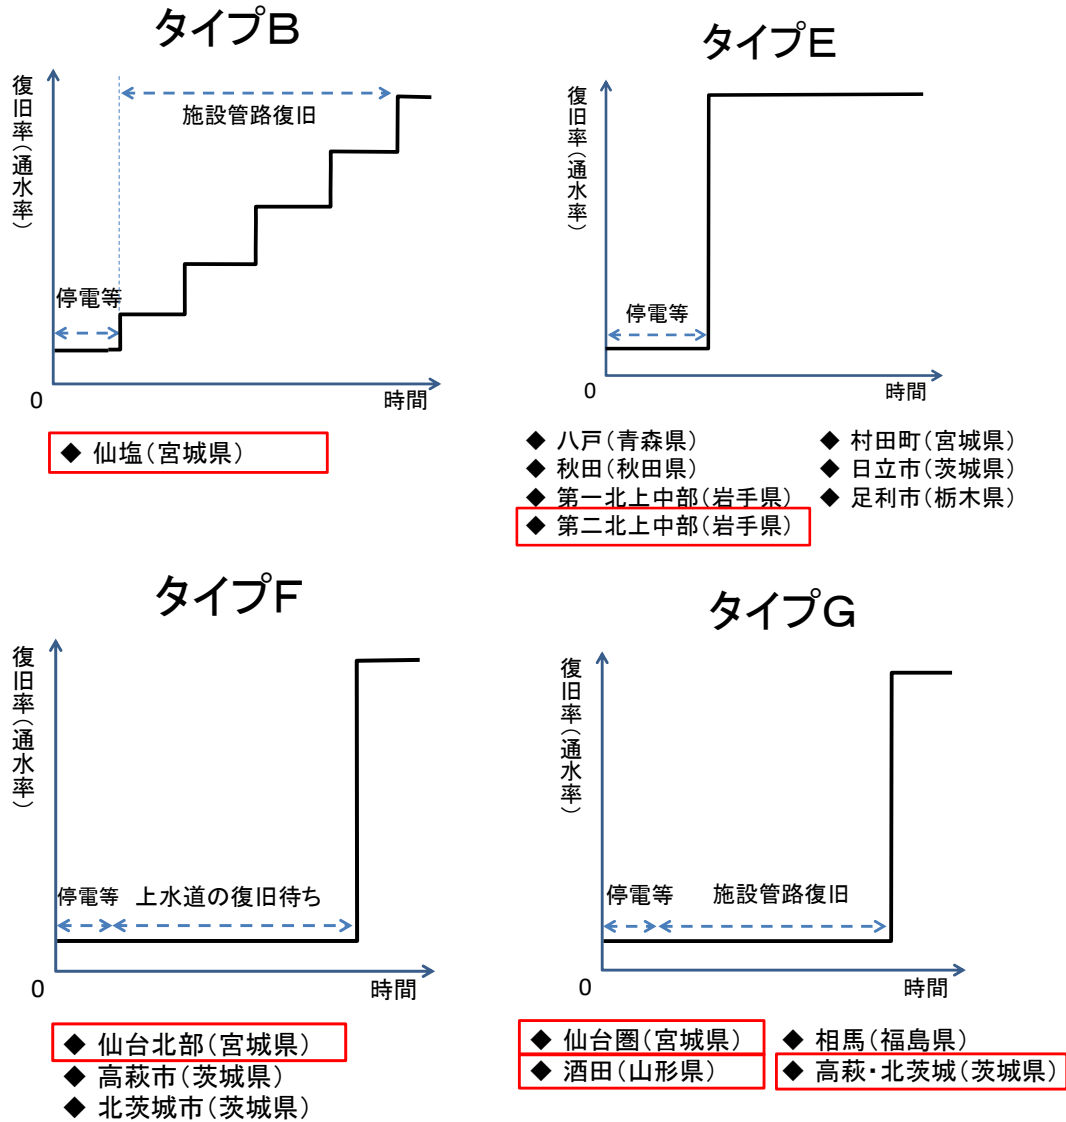 タイプB
復旧率(通水率)
施設管路復旧
停電等
0
時間
◆ 仙塩(宮城県)
タイプE
復旧率(通水率)
停電等
0
時間
◆ 八戸(青森県)
◆ 秋田(秋田県)
◆ 第一北上中部(岩手県)
◆ 第二北上中部(岩手県)
◆ 村田町(宮城県)
◆ 日立市(茨城県)
◆ 足利市(栃木県)
タイプF
復旧率(通水率)
停電等
上水道の復旧待ち
0
時間
◆ 仙台北部(宮城県)
◆ 高萩市(茨城県)
◆ 北茨城市(茨城県)
タイプG
復旧率(通水率)
停電等
施設管路復旧
0
時間
◆ 仙台圏(宮城県)
◆ 酒田(山形県)
◆ 相馬(福島県)
◆ 高萩・北茨城(茨城県)